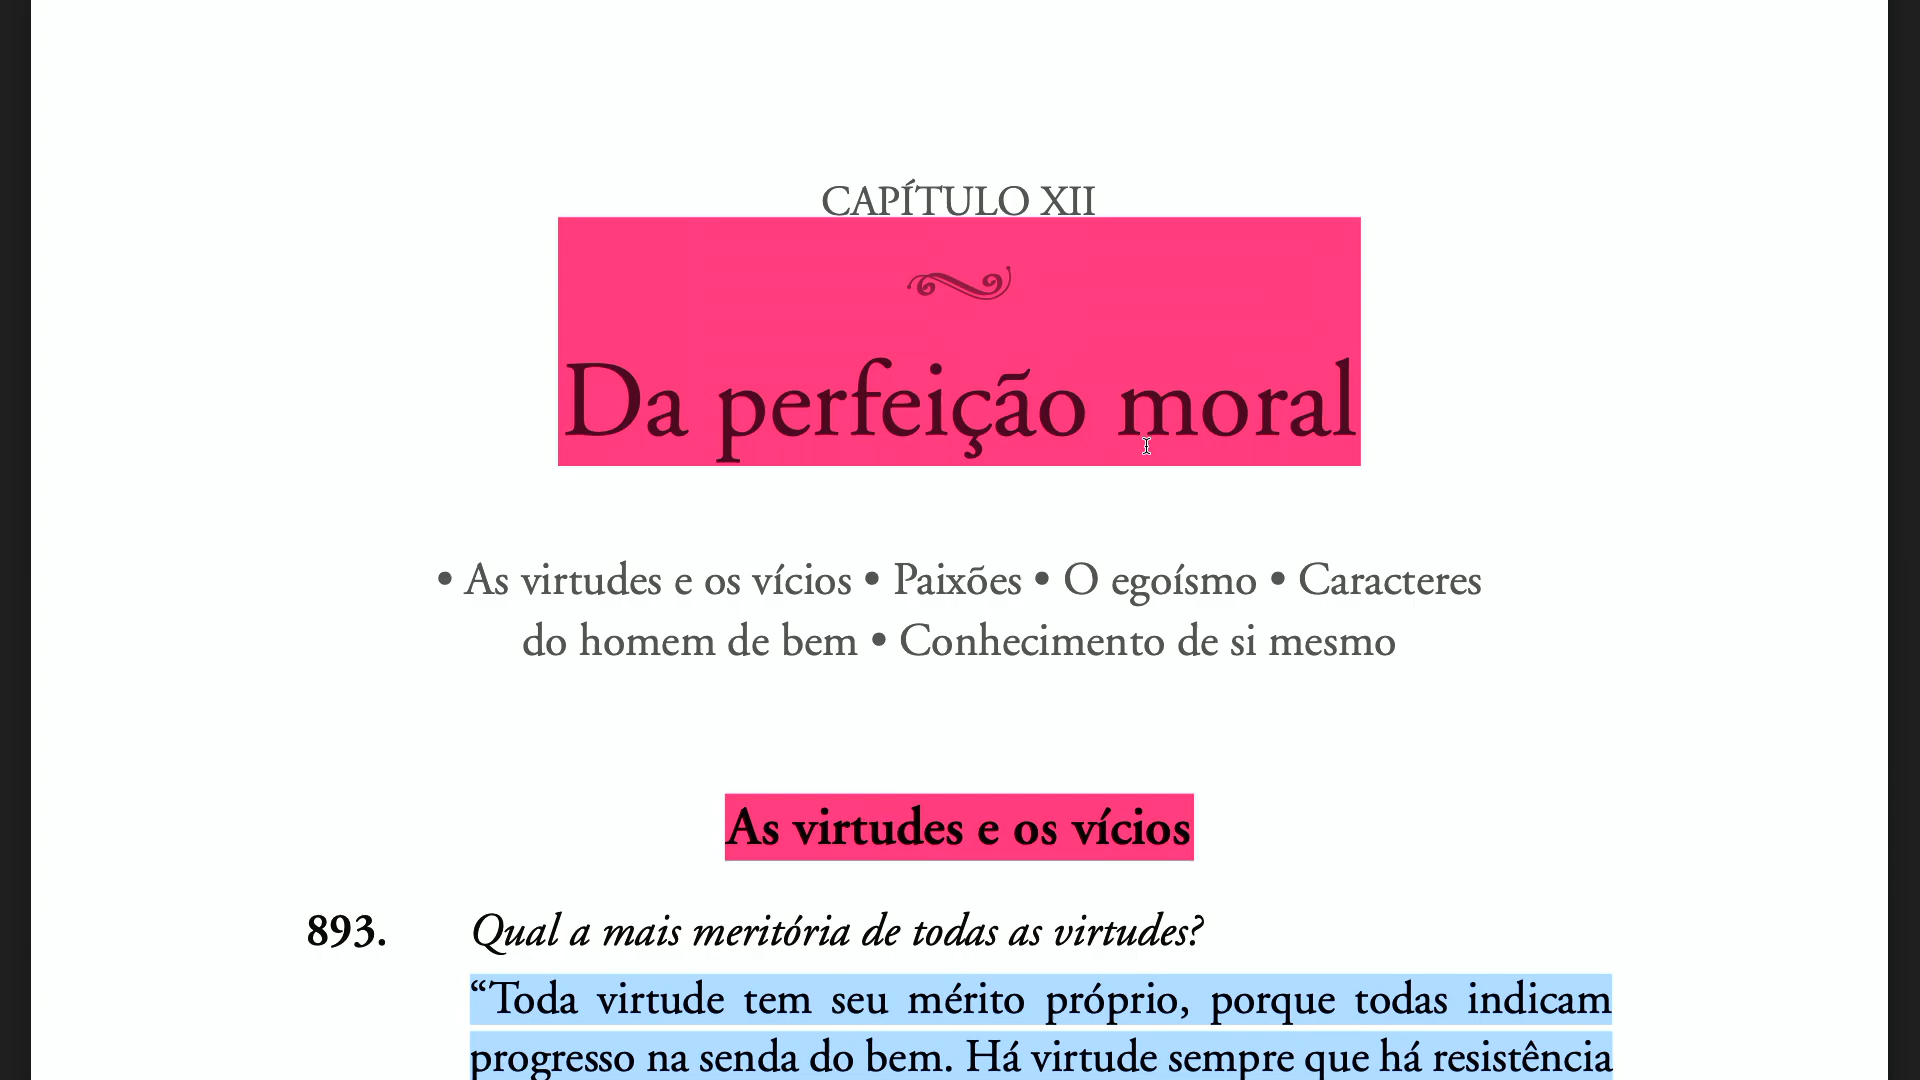 CAPÍTULO XII
Da perfeição moral
• As virtudes e os vícios • Paixões • O egoísmo • Caracteres
do homem de bem • Conhecimento de si mesmo
As virtudes e os vícios
893. Qual a mais meritória de todas as virtudes?
“Toda virtude tem seu mérito próprio, porque todas indicam
progresso na senda do bem. Há virtude sempre que há resistência